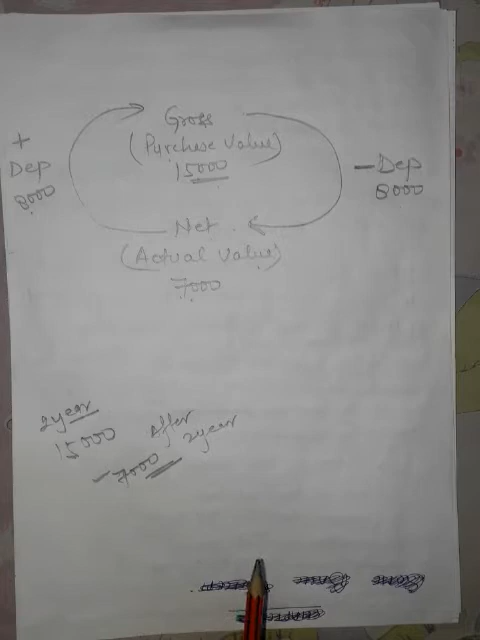 Gross
(Purchase Value)
15000
+
Dep
8000
- Dep
8000
Net
(Actual Value)
7000
2year
15000
After
2year
- 7000